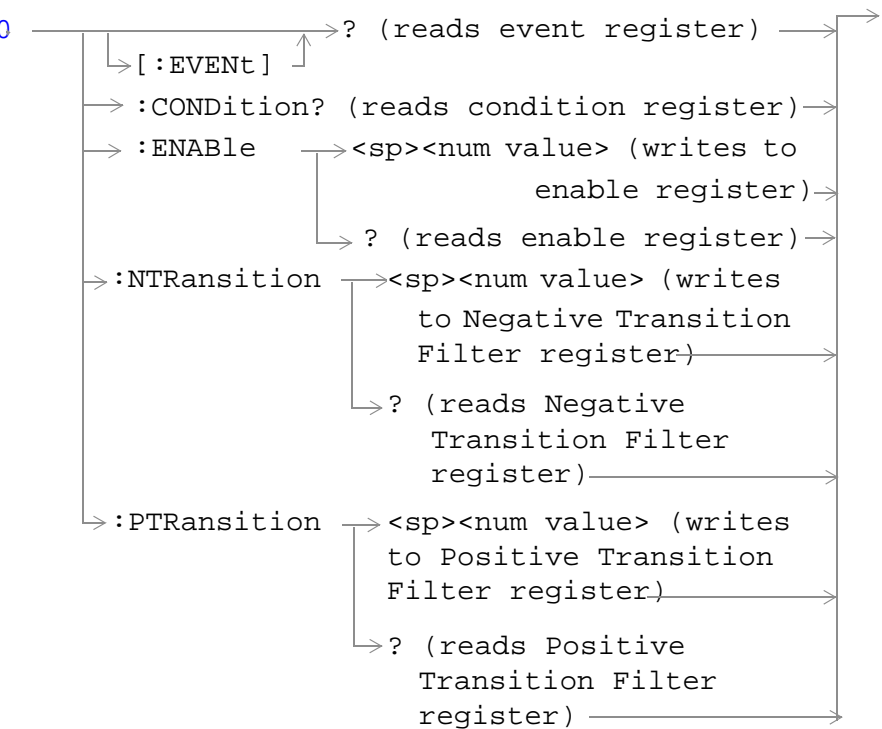 0
? (reads event register)
[:EVENt]
:CONDition? (reads condition register)
:ENABle <sp><num value> (writes to
enable register)
? (reads enable register)
:NTRansition <sp><num value> (writes
to Negative Transition
Filter register)
? (reads Negative
Transition Filter
register)
:PTRansition <sp><num value> (writes
to Positive Transition
Filter register)
? (reads Positive
Transition Filter
register)